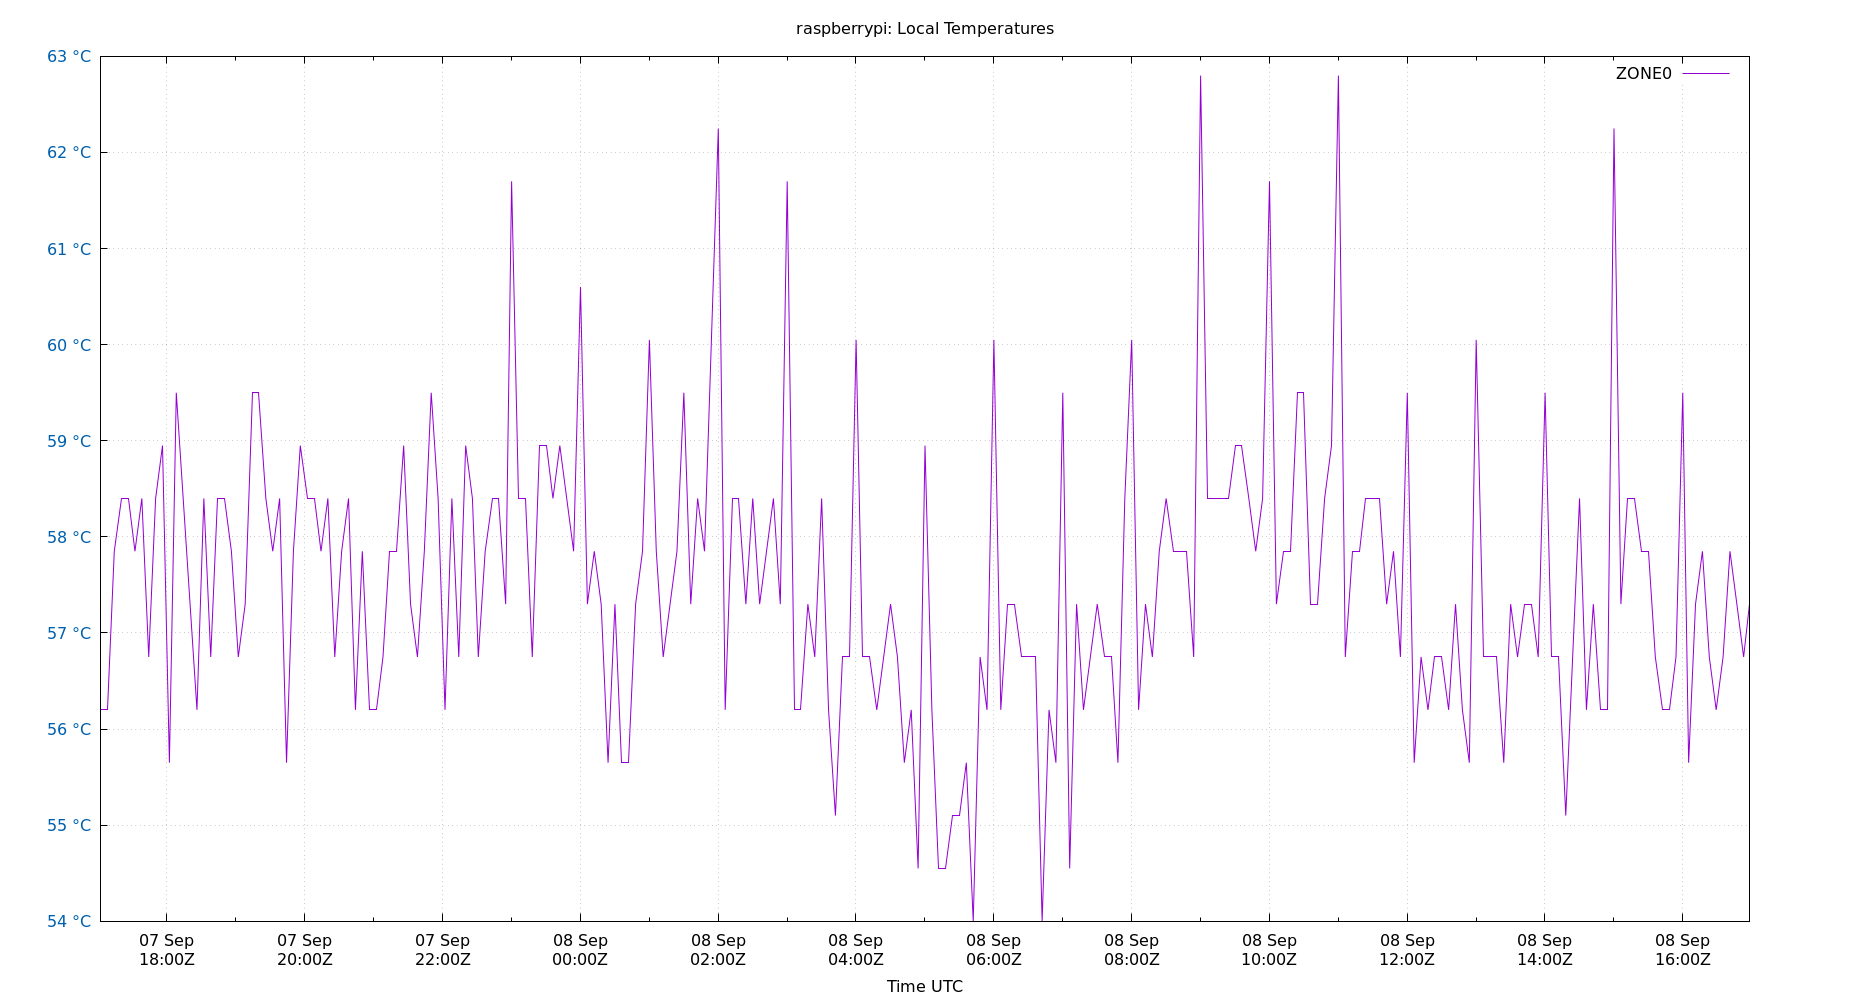 raspberrypi: Local Temperatures
63 °C
ZONE0
62 °C
61 °C
60 °C
59 °C
58 °C
57 °C
56 °C
55 °C
54 °C
07 Sep 07 Sep 07 Sep 08 Sep 08 Sep 08 Sep 08 Sep 08 Sep 08 Sep 08 Sep 08 Sep 08 Sep
18:00Z 20:00Z 22:00Z 00:00Z 02:00Z 04:00Z 06:00Z 08:00Z 10:00Z 12:00Z 14:00Z 16:00Z
Time UTC